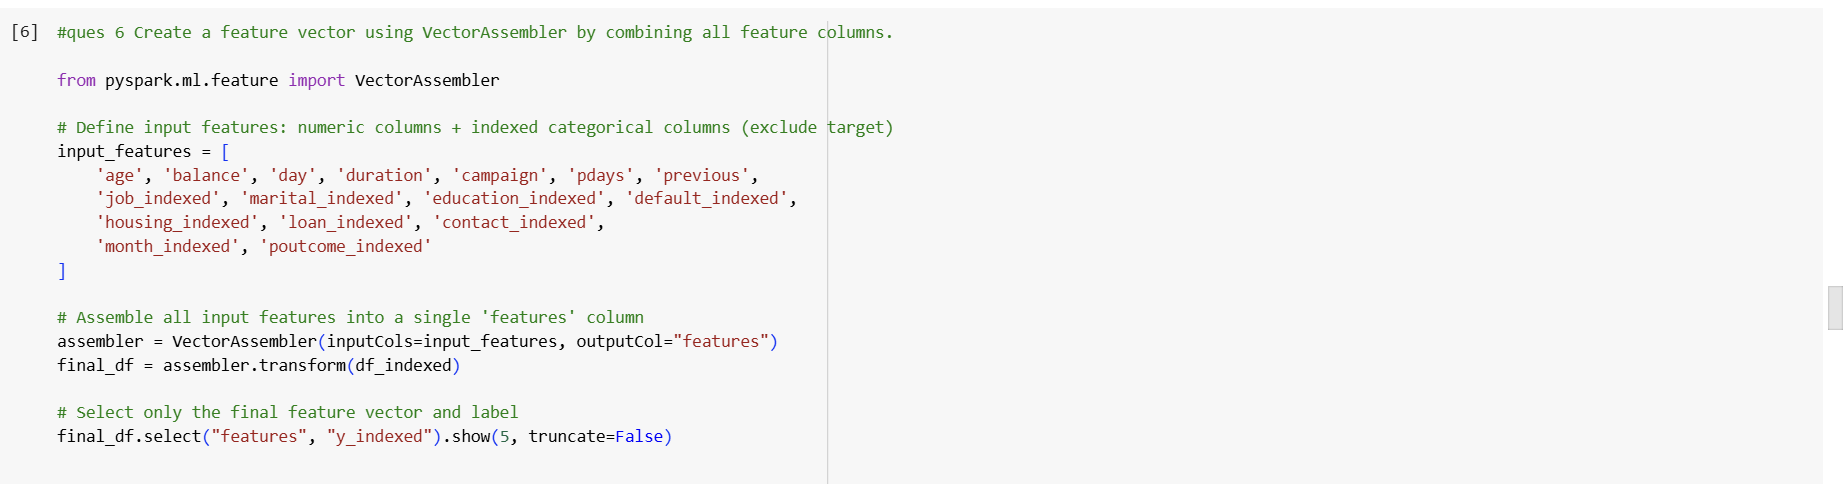 [6] #ques 6 Create a feature vector using VectorAssembler by combining all feature columns.
from pyspark.ml.feature import VectorAssembler
# Define input features: numeric columns + indexed categorical columns (exclude target)
input_features = [
    'age', 'balance', 'day', 'duration', 'campaign', 'pdays', 'previous',
    'job_indexed', 'marital_indexed', 'education_indexed', 'default_indexed',
    'housing_indexed', 'loan_indexed', 'contact_indexed',
    'month_indexed', 'poutcome_indexed'
]
# Assemble all input features into a single 'features' column
assembler = VectorAssembler(inputCols=input_features, outputCol="features")
final_df = assembler.transform(df_indexed)
# Select only the final feature vector and label
final_df.select("features", "y_indexed").show(5, truncate=False)